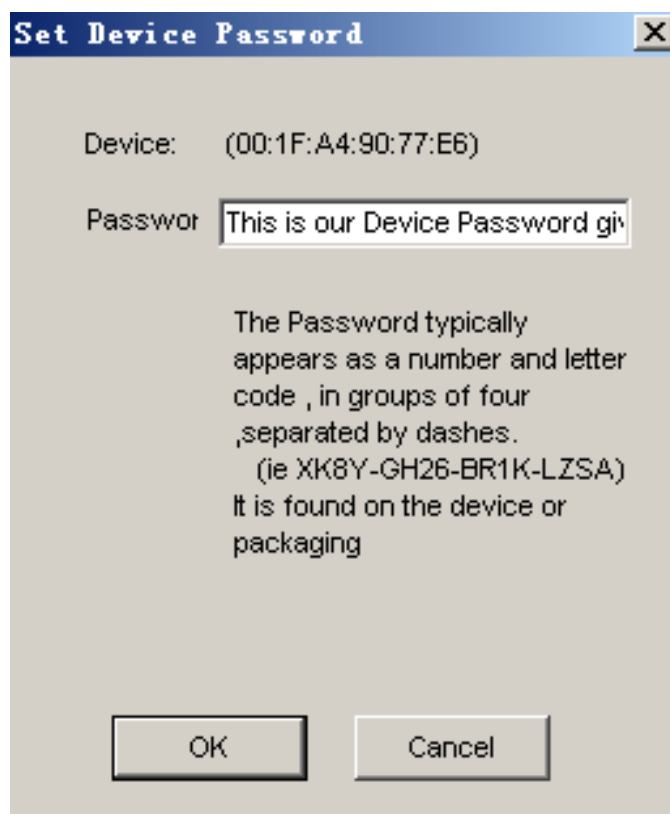 Set Device Password
Device: (00:1F:A4:90:77:E6)
Passwor This is our Device Password giv
The Password typically
appears as a number and letter
code , in groups of four
,separated by dashes.
(ie XK8Y-GH26-BR1K-LZSA)
It is found on the device or
packaging
OK Cancel